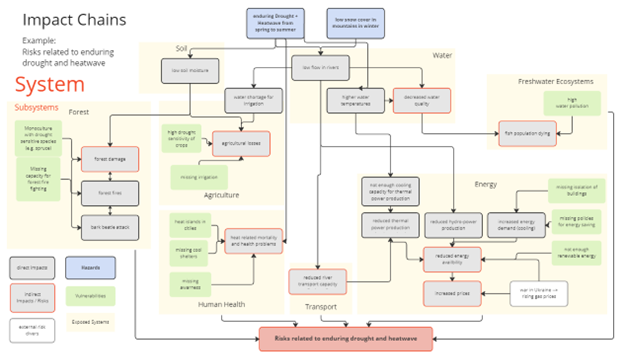 Impact Chains
Example:
Risks related to enduring
drought and heatwave
System
Subsystems
enduring Drought +
Heatwave from
spring to summer
low snow cover in
mountains in winter
Soil
low soil moisture
Water
low flow in rivers
higher water
temperatures
decreased water
quality
water shortage for
irrigation
Freshwater Ecosystems
high
water pollution
fish population dying
Forest
Monoculture
with drought
sensitive species
(e.g. spruce)
Missing
capacity for
forest fire
fighting
forest damage
forest fires
bark beetle attack
high drought
sensitivity of
crops
agricultural losses
missing irrigation
Agriculture
heat islands in
cities
missing cool
shelters
missing
awarness
heat related mortality
and health problems
Human Health
reduced river
transport capacity
Transport
Energy
not enough cooling
capacity for thermal
power production
reduced thermal
power production
reduced hydro power
production
increased energy
demand (cooling)
missing isolation of
buildings
missing policies
for energy saving
not enough
renewable energy
reduced energy
availbility
increased prices
war in Ukraine ->
rising gas prices
direct impacts
Hazards
Indirect
Impacts / Risks
Vulnerabilities
external risk
drivers
Exposed Systems
Risks related to enduring drought and heatwave